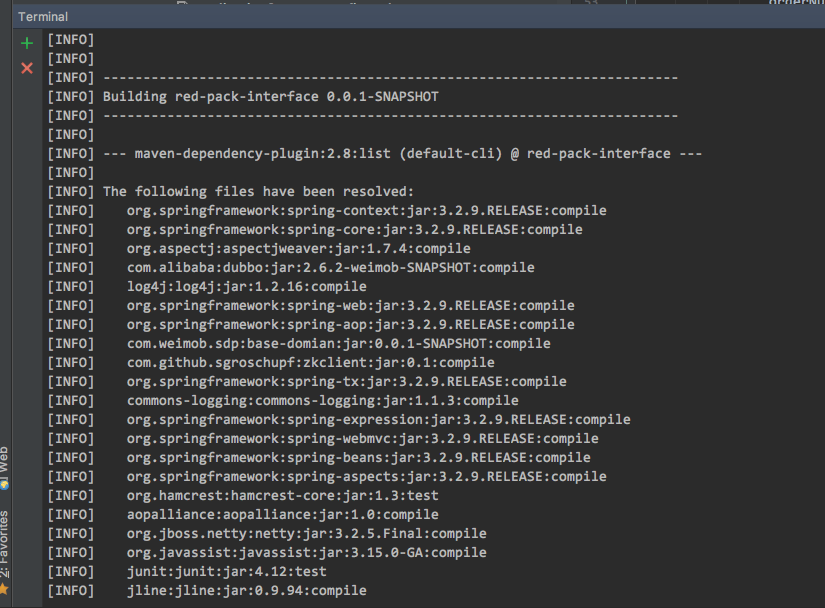 Terminal
[INFO]
[INFO]
[INFO] ------------------------------------------------------------------------
[INFO] Building red-pack-interface 0.0.1-SNAPSHOT
[INFO] ------------------------------------------------------------------------
[INFO]
[INFO] --- maven-dependency-plugin:2.8:list (default-cli) @ red-pack-interface ---
[INFO]
[INFO] The following files have been resolved:
[INFO]    org.springframework:spring-context:jar:3.2.9.RELEASE:compile
[INFO]    org.springframework:spring-core:jar:3.2.9.RELEASE:compile
[INFO]    org.aspectj:aspectjweaver:jar:1.7.4:compile
[INFO]    com.alibaba:dubbo:jar:2.6.2-weimob-SNAPSHOT:compile
[INFO]    log4j:log4j:jar:1.2.16:compile
[INFO]    org.springframework:spring-web:jar:3.2.9.RELEASE:compile
[INFO]    org.springframework:spring-aop:jar:3.2.9.RELEASE:compile
[INFO]    com.weimob.sdp:base-domian:jar:0.0.1-SNAPSHOT:compile
[INFO]    com.github.sgroschupf:zkclient:jar:0.1:compile
[INFO]    org.springframework:spring-tx:jar:3.2.9.RELEASE:compile
[INFO]    commons-logging:commons-logging:jar:1.1.3:compile
[INFO]    org.springframework:spring-expression:jar:3.2.9.RELEASE:compile
[INFO]    org.springframework:spring-webmvc:jar:3.2.9.RELEASE:compile
[INFO]    org.springframework:spring-beans:jar:3.2.9.RELEASE:compile
[INFO]    org.springframework:spring-aspects:jar:3.2.9.RELEASE:compile
[INFO]    org.hamcrest:hamcrest-core:jar:1.3:test
[INFO]    aopalliance:aopalliance:jar:1.0:compile
[INFO]    org.jboss.netty:netty:jar:3.2.5.Final:compile
[INFO]    org.javassist:javassist:jar:3.15.0-GA:compile
[INFO]    junit:junit:jar:4.12:test
[INFO]    jline:jline:jar:0.9.94:compile
Web
2: Favorites